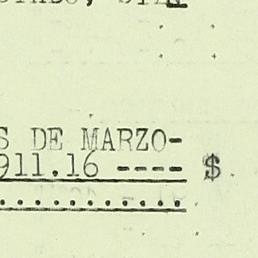 S DE MARZO-
911.16 ---- $
....................